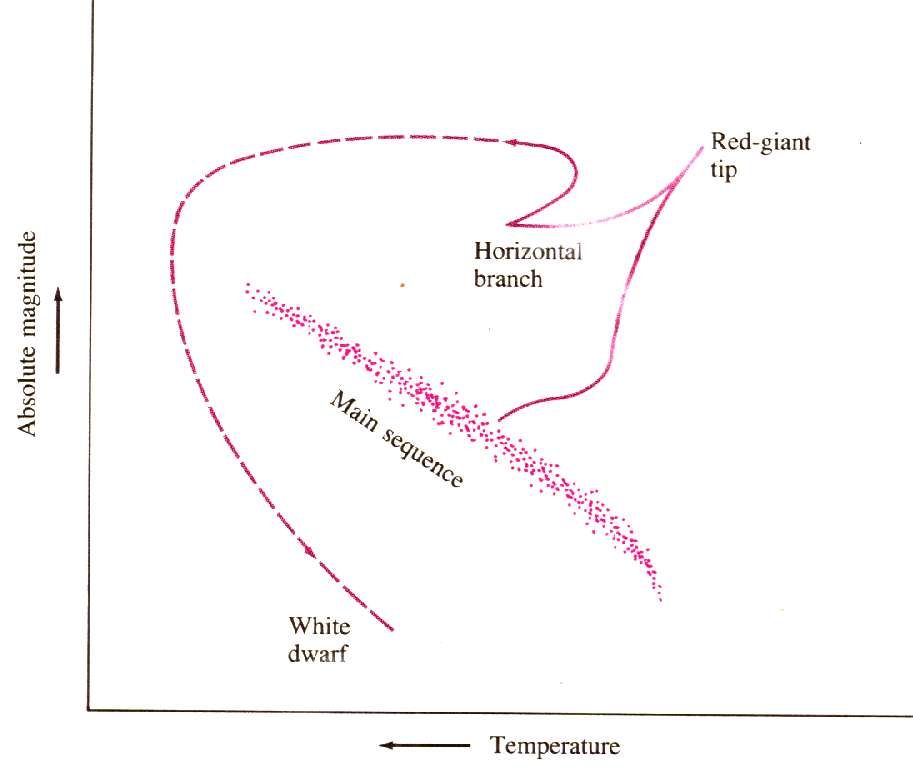 Red-giant
tip
Horizontal
branch
Absolute magnitude
Main sequence
White
dwarf
Temperature